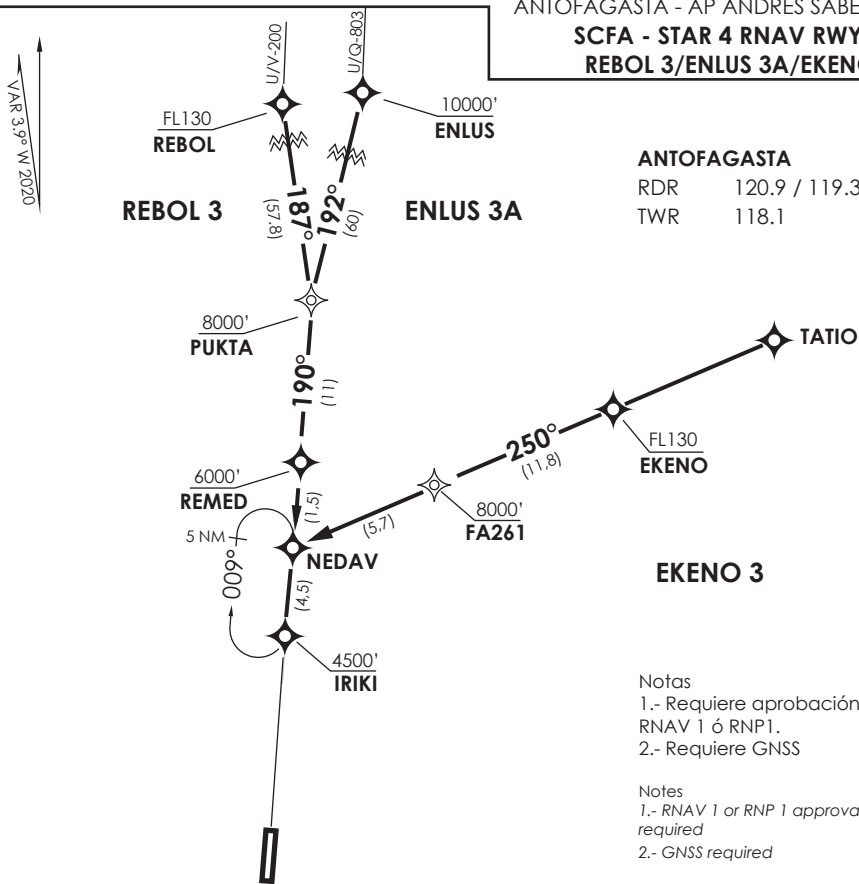 ANTOFAGASTA - AP ANDRES SABE
SCFA - STAR 4 RNAV RWY
REBOL 3/ENLUS 3A/EKENO
VAR 3,9° W 2020
U/V-200
U/Q-803
FL130
REBOL
10000'
ENLUS
ANTOFAGASTA
RDR 120.9 / 119.3
TWR 118.1
REBOL 3
ENLUS 3A
187°
(57.8)
192°
(60)
8000'
PUKTA
TATIO
190°
(11)
250°
(11,8)
FL130
EKENO
6000'
REMED
(1,5)
8000'
FA261
(5,7)
5 NM
NEDAV
009°
(4,5)
EKENO 3
4500'
IRIKI
Notas
1.- Requiere aprobación
RNAV 1 ó RNP1.
2.- Requiere GNSS
Notes
1.- RNAV 1 or RNP 1 approva
required
2.- GNSS required